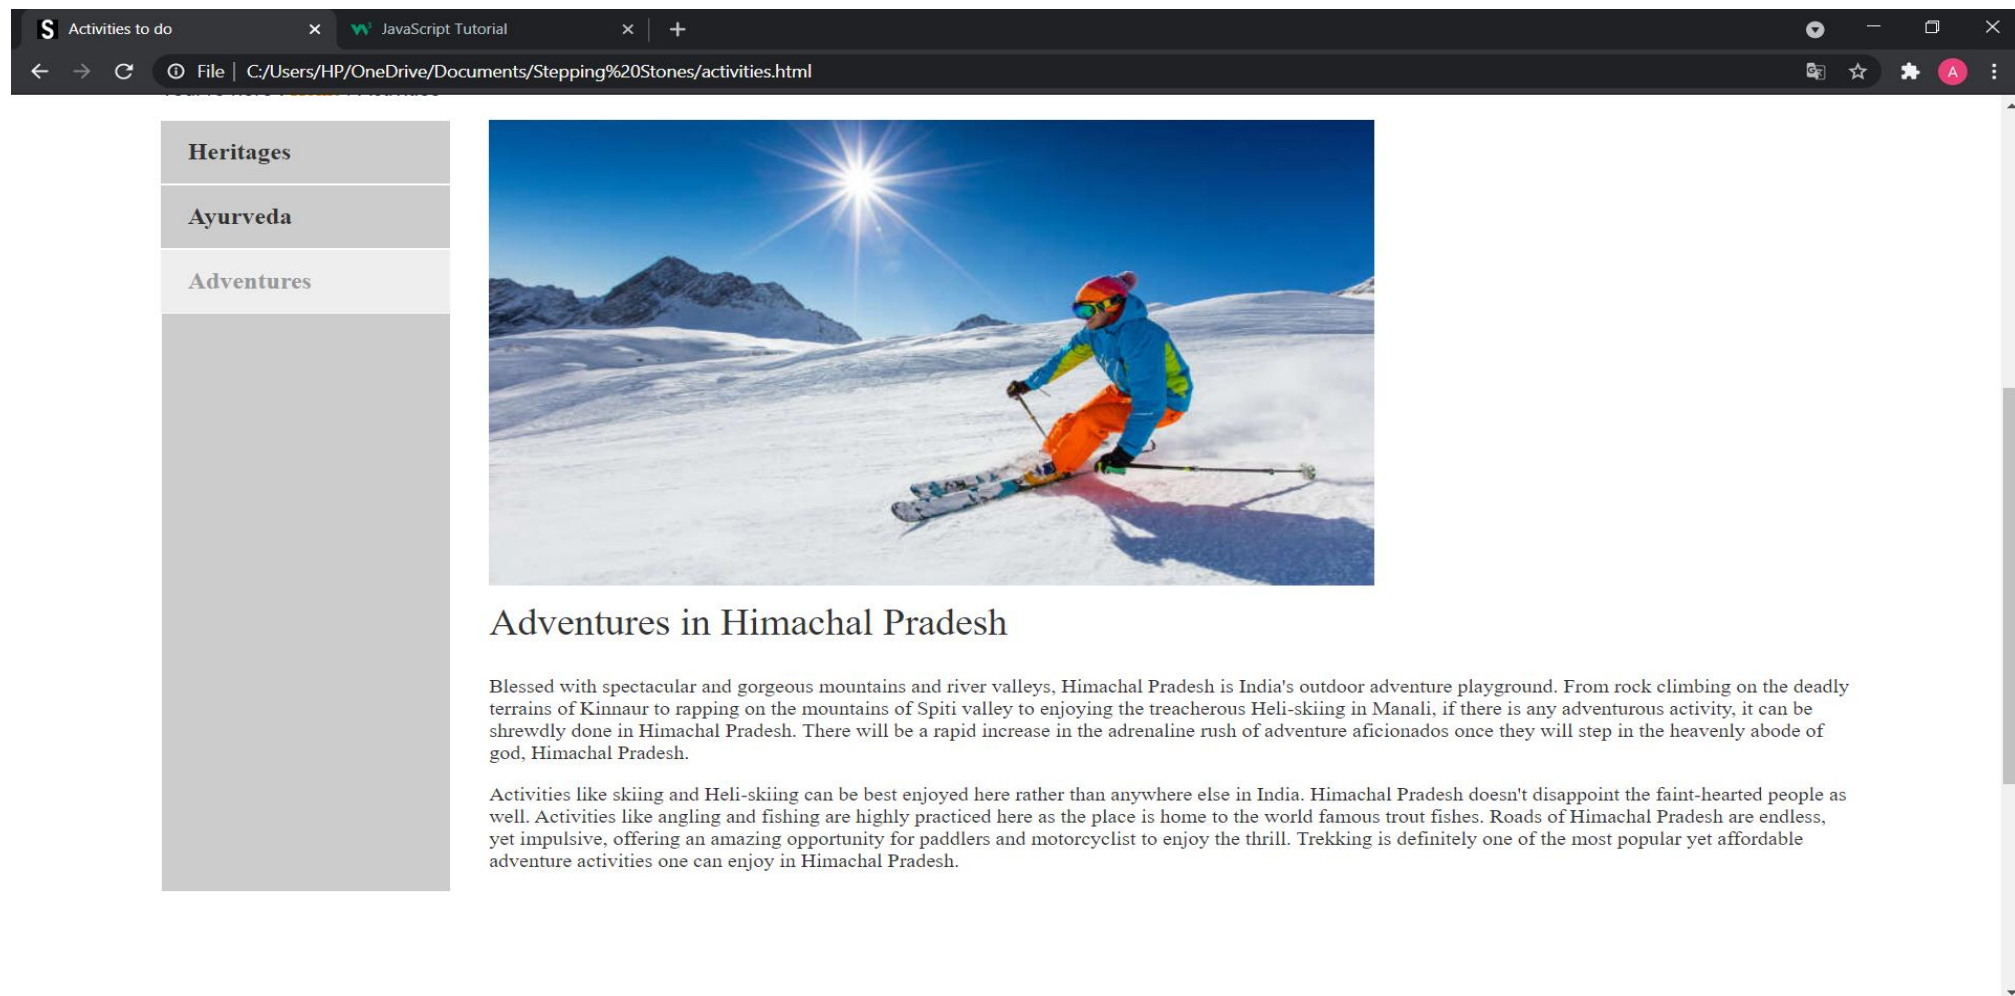 S Activities to do
JavaScript Tutorial
File | C:/Users/HP/OneDrive/Documents/Stepping%20Stones/activities.html
A
Heritages
Ayurveda
Adventures
Adventures in Himachal Pradesh
Blessed with spectacular and gorgeous mountains and river valleys, Himachal Pradesh is India's outdoor adventure playground. From rock climbing on the deadly
terrains of Kinnaur to rapping on the mountains of Spiti valley to enjoying the treacherous Heli-skiing in Manali, if there is any adventurous activity, it can be
shrewdly done in Himachal Pradesh. There will be a rapid increase in the adrenaline rush of adventure aficionados once they will step in the heavenly abode of
god, Himachal Pradesh.
Activities like skiing and Heli-skiing can be best enjoyed here rather than anywhere else in India. Himachal Pradesh doesn't disappoint the faint-hearted people as
well. Activities like angling and fishing are highly practiced here as the place is home to the world famous trout fishes. Roads of Himachal Pradesh are endless,
yet impulsive, offering an amazing opportunity for paddlers and motorcyclist to enjoy the thrill. Trekking is definitely one of the most popular yet affordable
adventure activities one can enjoy in Himachal Pradesh.